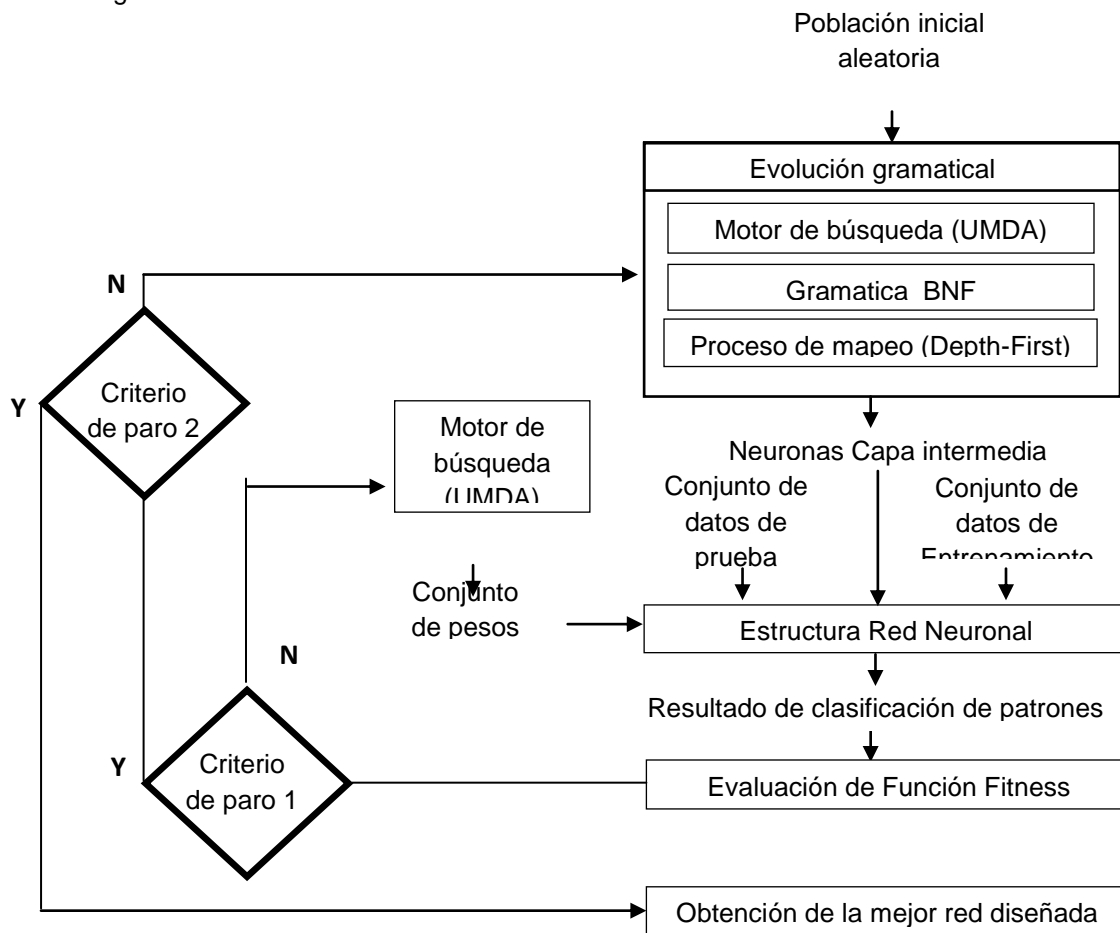 Población inicial
aleatoria
Evolución gramatical
Motor de búsqueda (UMDA)
Gramatica BNF
Proceso de mapeo (Depth-First)
N
Y
Criterio
de paro 2
Motor de
búsqueda
(UMDA)
Neuronas Capa intermedia
Conjunto de
datos de
prueba
Conjunto de
datos de
Entrenamiento
Conjunto
de pesos
Estructura Red Neuronal
N
Resultado de clasificación de patrones
Y
Criterio
de paro 1
Evaluación de Función Fitness
Obtención de la mejor red diseñada